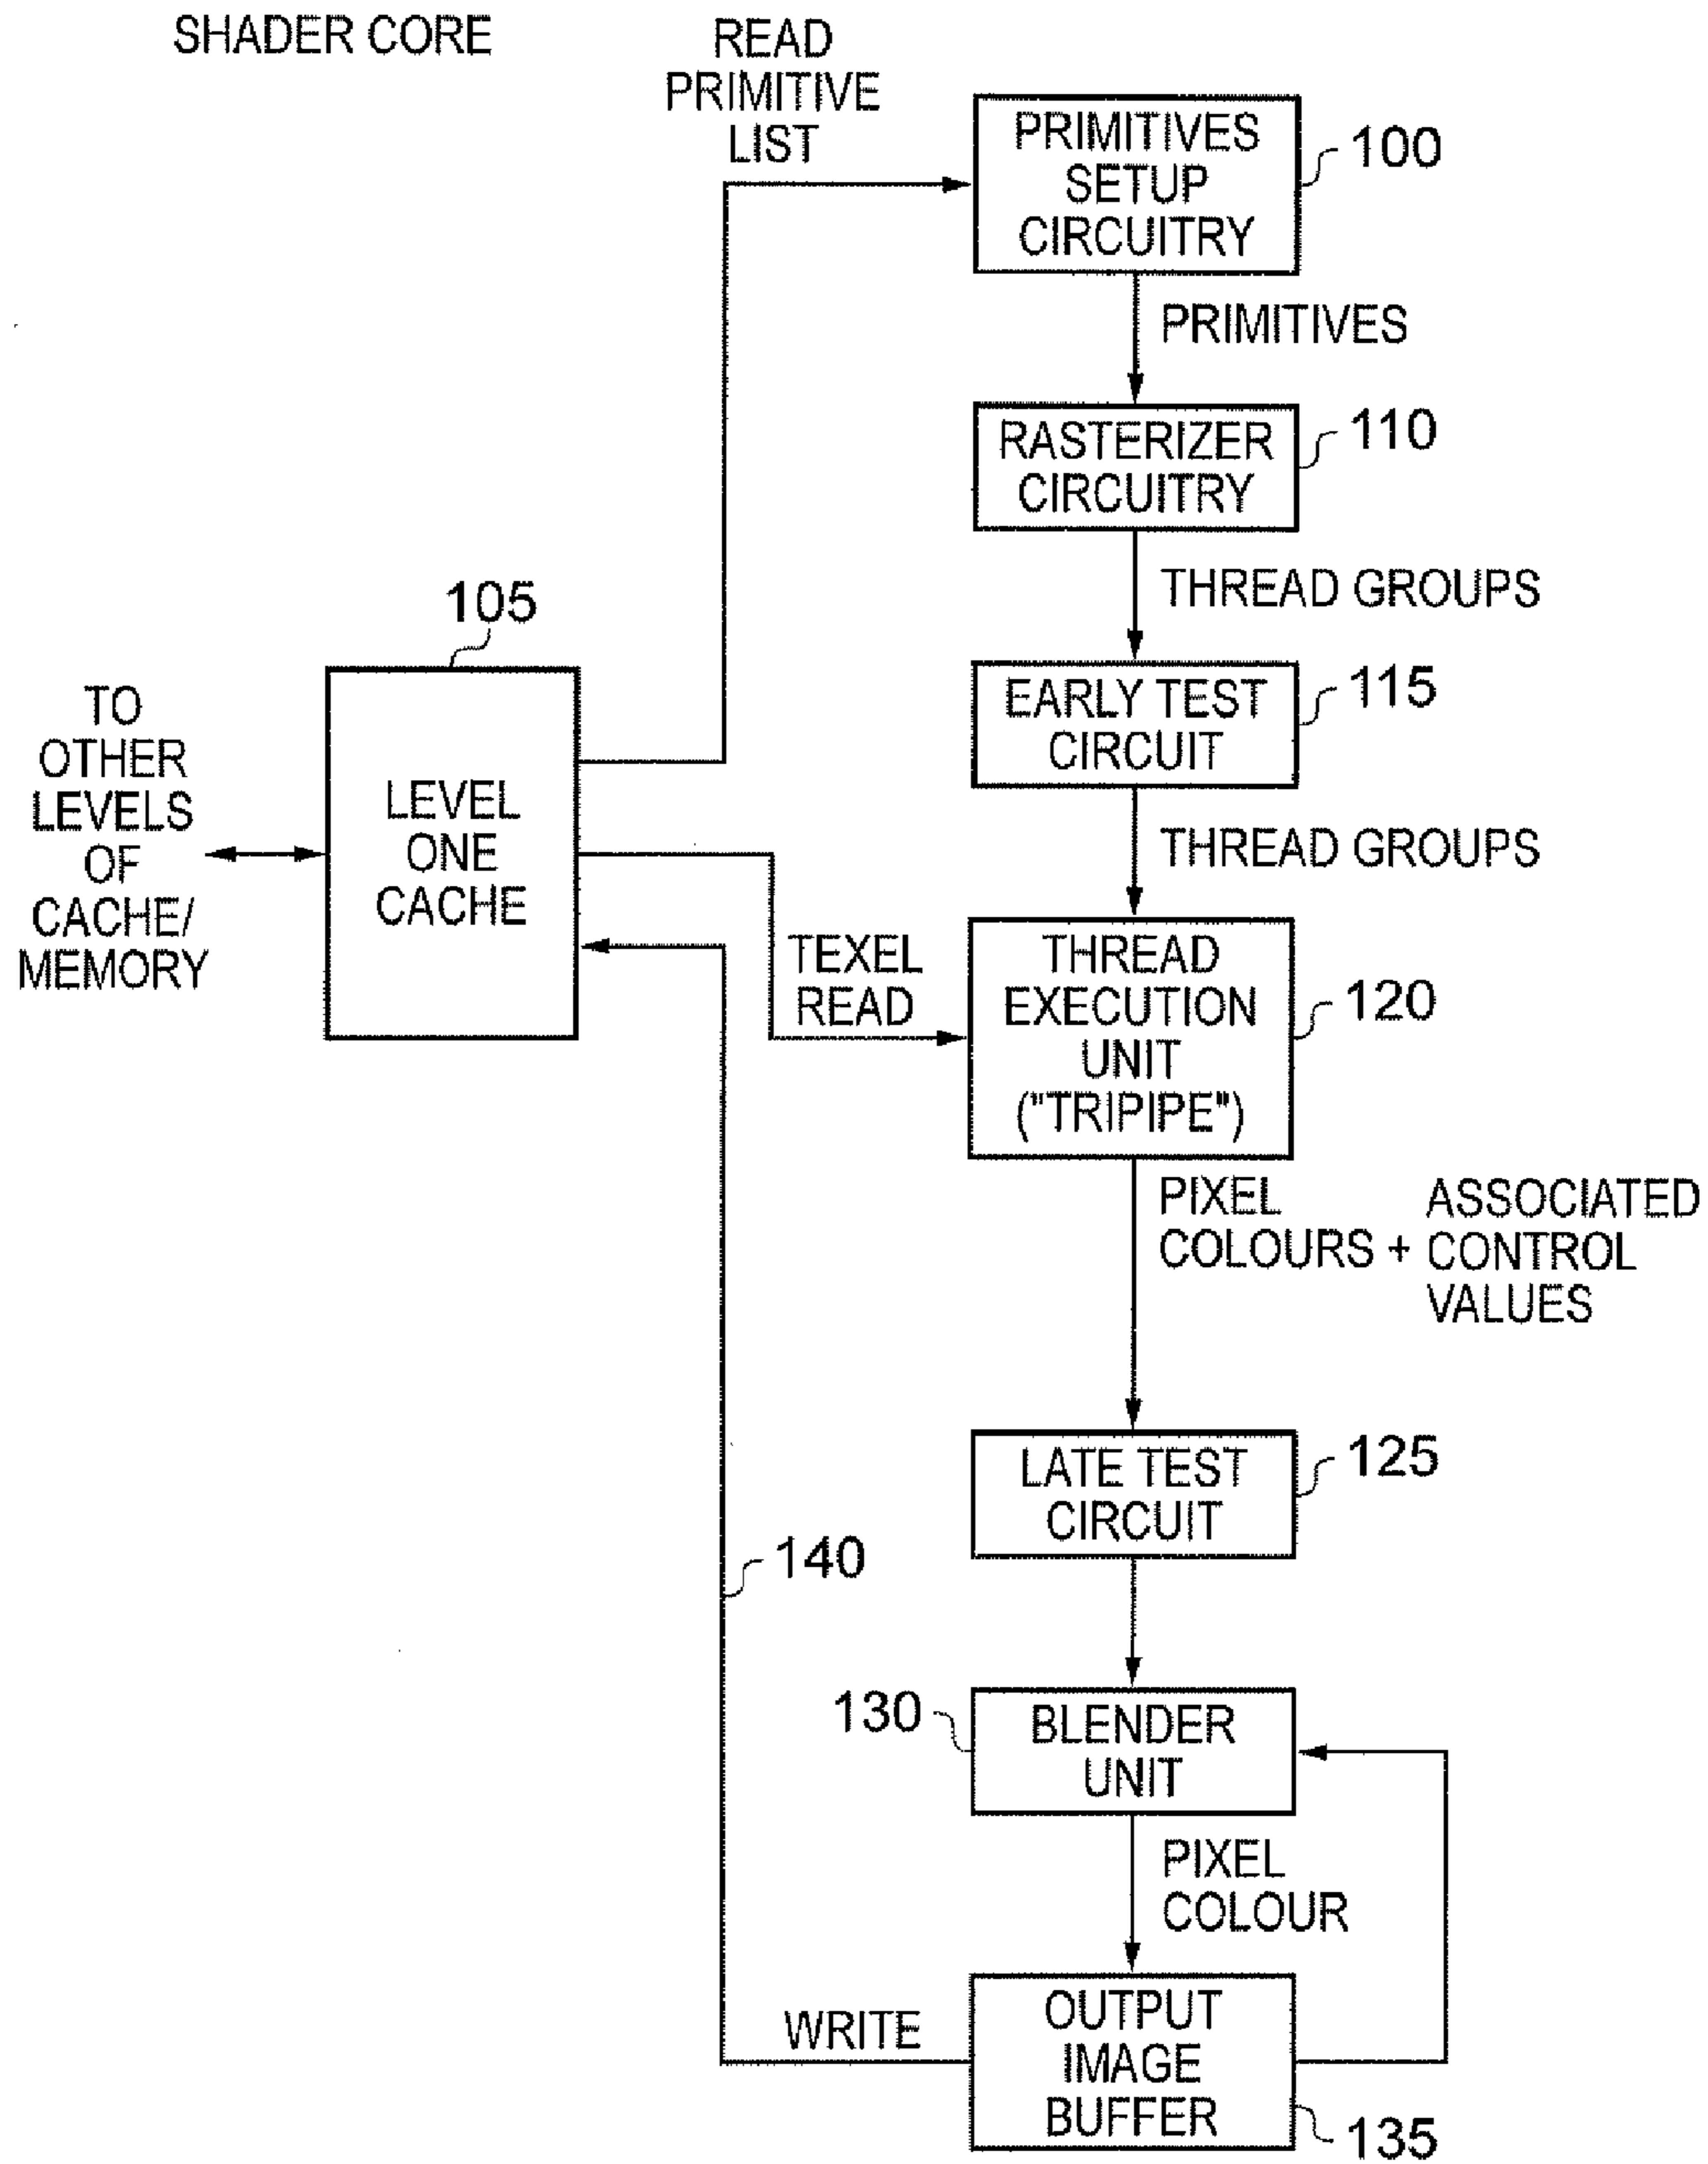 SHADER CORE
READ
PRIMITIVE
LIST
PRIMITIVES
SETUP
CIRCUITRY
100
PRIMITIVES
RASTERIZER
CIRCUITRY
110
THREAD GROUPS
105
EARLY TEST
CIRCUIT
115
TO
OTHER
LEVELS
OF
CACHE/
MEMORY
LEVEL
ONE
CACHE
THREAD GROUPS
TEXEL
READ
THREAD
EXECUTION
UNIT
("TRIPIPE")
120
PIXEL
COLOURS +
ASSOCIATED
CONTROL
VALUES
LATE TEST
CIRCUIT
125
140
130
BLENDER
UNIT
PIXEL
COLOUR
WRITE
OUTPUT
IMAGE
BUFFER
135